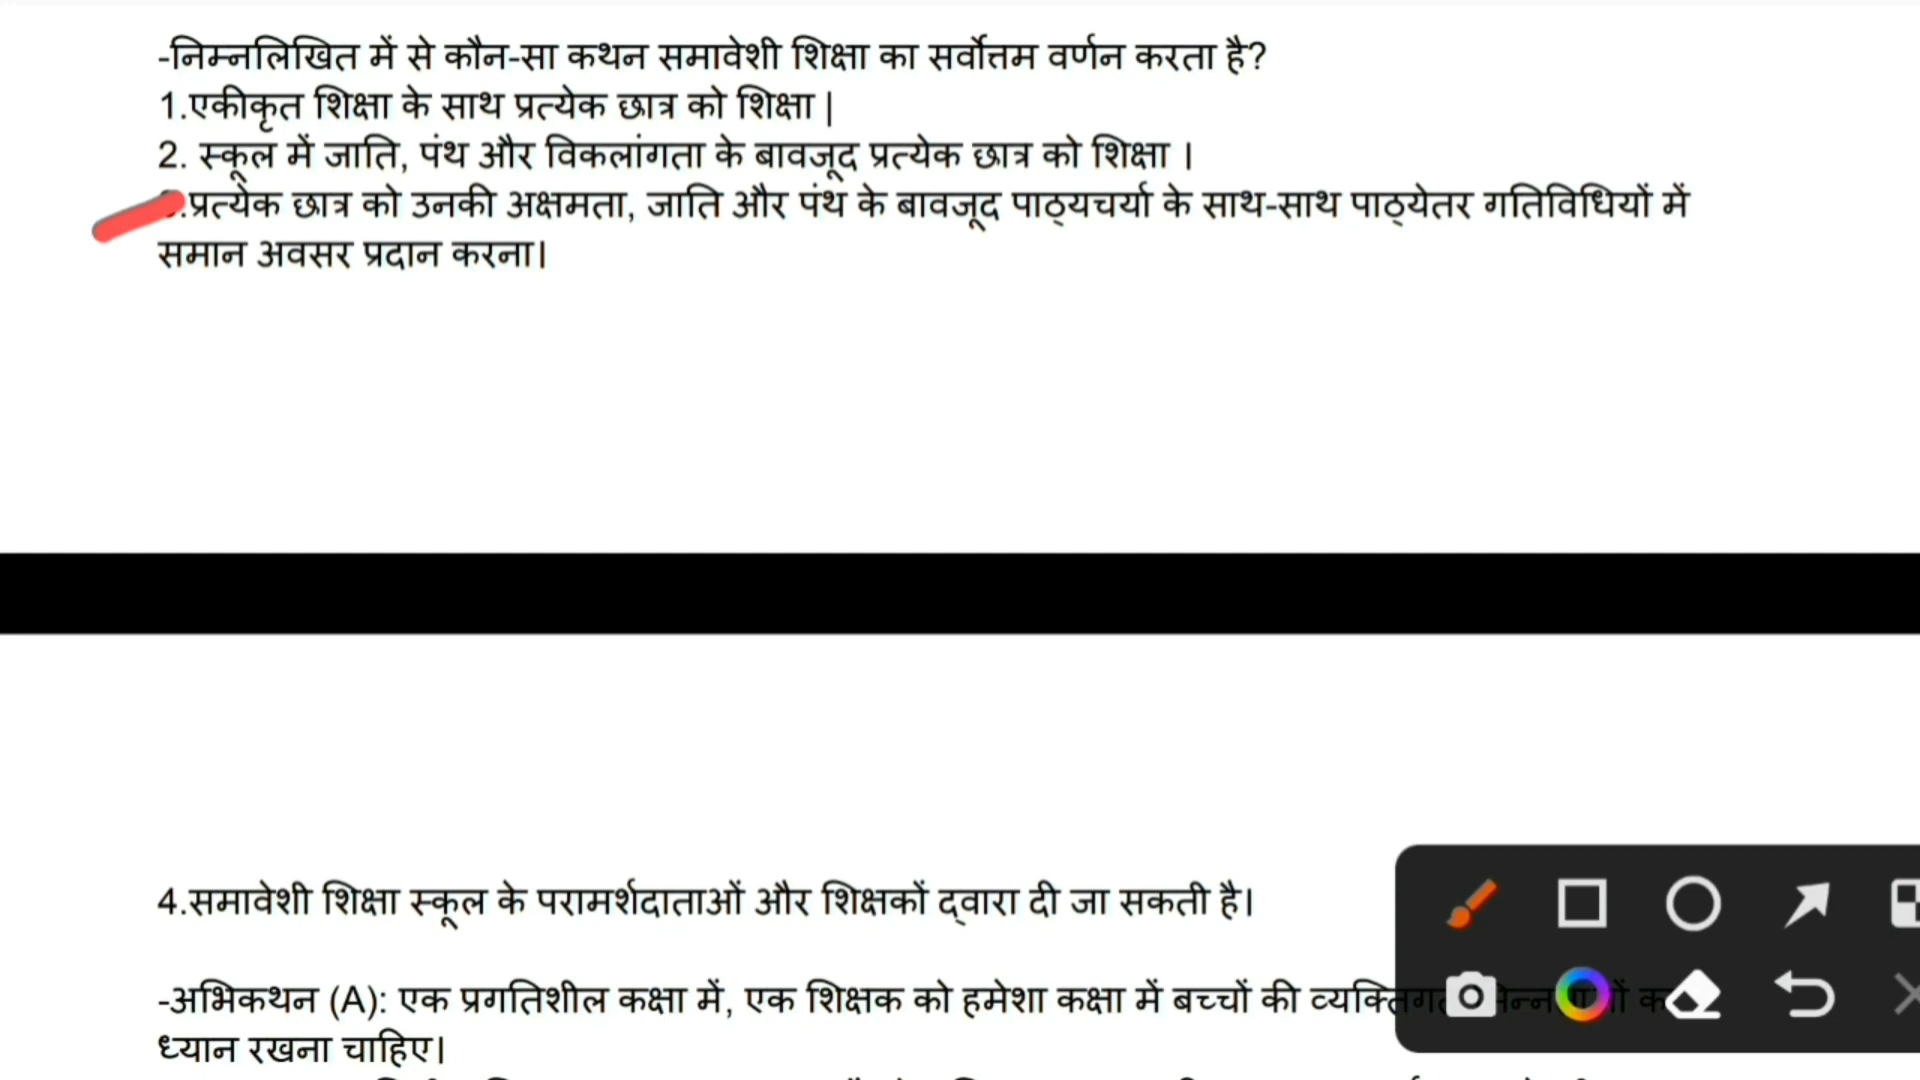 -निम्नलिखित में से कौन-सा कथन समावेशी शिक्षा का सर्वोत्तम वर्णन करता है?
1.एकीकृत शिक्षा के साथ प्रत्येक छात्र को शिक्षा |
2. स्कूल में जाति, पंथ और विकलांगता के बावजूद प्रत्येक छात्र को शिक्षा ।
.प्रत्येक छात्र को उनकी अक्षमता, जाति और पंथ के बावजूद पाठ्यचर्या के साथ-साथ पाठ्येतर गतिविधियों में
समान अवसर प्रदान करना।
4.समावेशी शिक्षा स्कूल के परामर्शदाताओं और शिक्षकों द्वारा दी जा सकती है।
-अभिकथन (A): एक प्रगतिशील कक्षा में, एक शिक्षक को हमेशा कक्षा में बच्चों की
ध्यान रखना चाहिए।